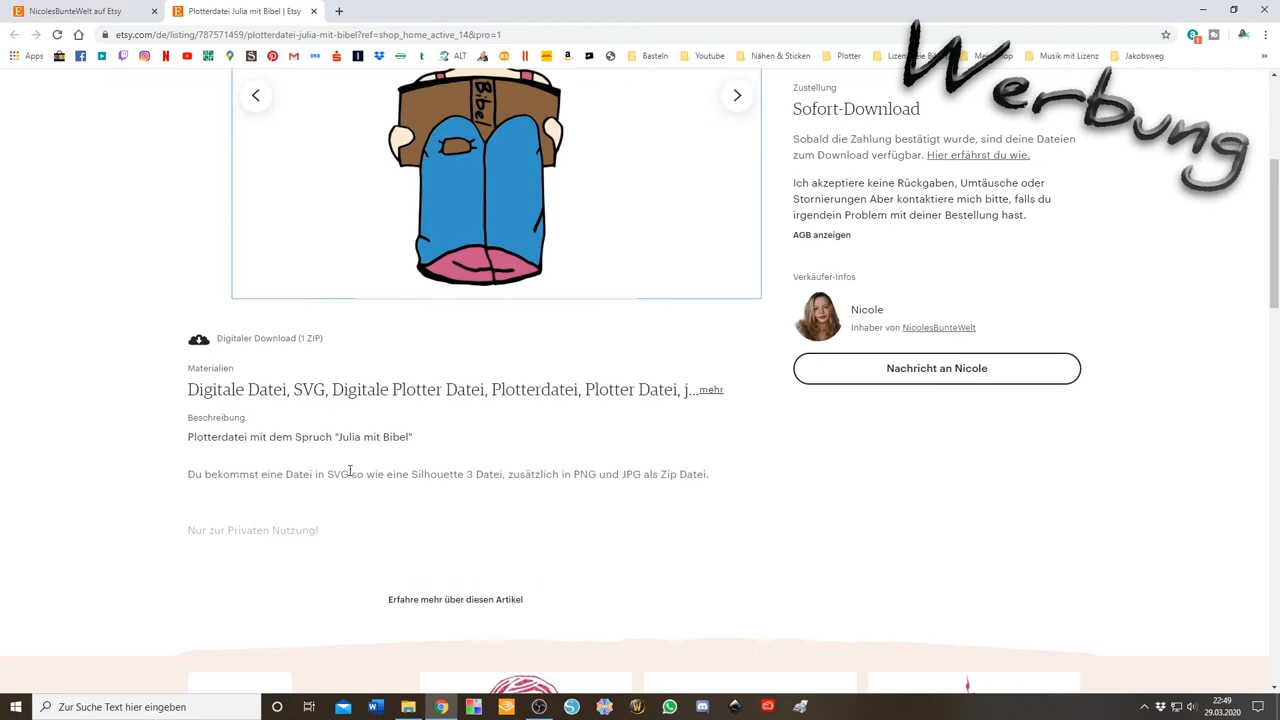 NicolesBunteWelt auf Etsy
Plotterdatei Julia mit Bibel | Etsy
etsy.com/de/listing/787571459/plotterdatei-julia-mit-bibel?ref=shop_home_active_14&pro=1
Apps
ALT
Basteln
Youtube
Nähen & Sticken
Plotter
Musik mit Lizenz
Jakobsweg
Werbung
Bibel
Zustellung
Sofort-Download
Sobald die Zahlung bestätigt wurde, sind deine Dateien
zum Download verfügbar. Hier erfährst du wie.
Ich akzeptiere keine Rückgaben, Umtäusche oder
Stornierungen Aber kontaktiere mich bitte, falls du
irgendein Problem mit deiner Bestellung hast.
AGB anzeigen
Verkäufer-Infos
Nicole
Inhaber von NicolesBunteWelt
Nachricht an Nicole
Digitaler Download (1 ZIP)
Materialien
Digitale Datei, SVG, Digitale Plotter Datei, Plotterdatei, Plotter Datei, j...mehr
Beschreibung
Plotterdatei mit dem Spruch "Julia mit Bibel"
Du bekommst eine Datei in SVG so wie eine Silhouette 3 Datei, zusätzlich in PNG und JPG als Zip Datei.
Nur zur Privaten Nutzung!
Erfahre mehr über diesen Artikel
Zur Suche Text hier eingeben
22:49
29.03.2020